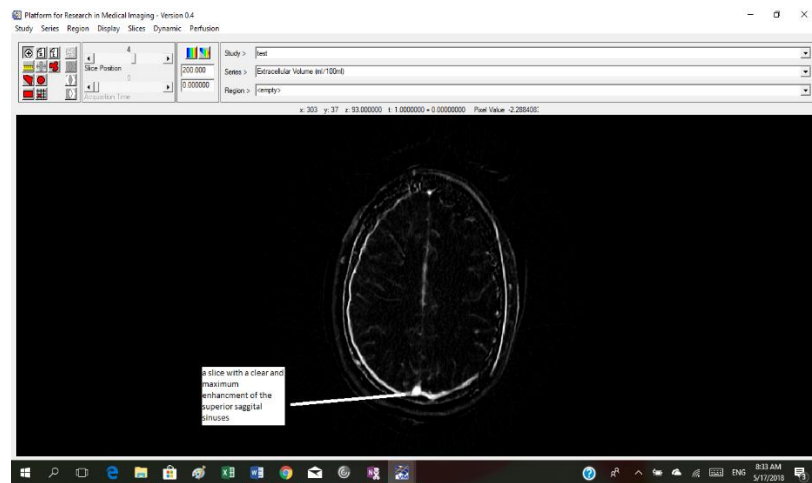 Platform for Research in Medical Imaging - Version 0.4
Study Series Region Display Slices Dynamic Perfusion
4
Slice Position
0
Acquisition Time
200.000
0.000000
Study > test
Series > Extracellular Volume (ml/100ml)
Region > <empty>
x: 303 y: 37 z: 93.000000 t: 1.0000000 + 0.00000000 Pixel Value -2.288408
a slice with a clear and
maximum
enhancment of the
superior saggital
sinuses
ENG
8:33 AM
5/17/2018